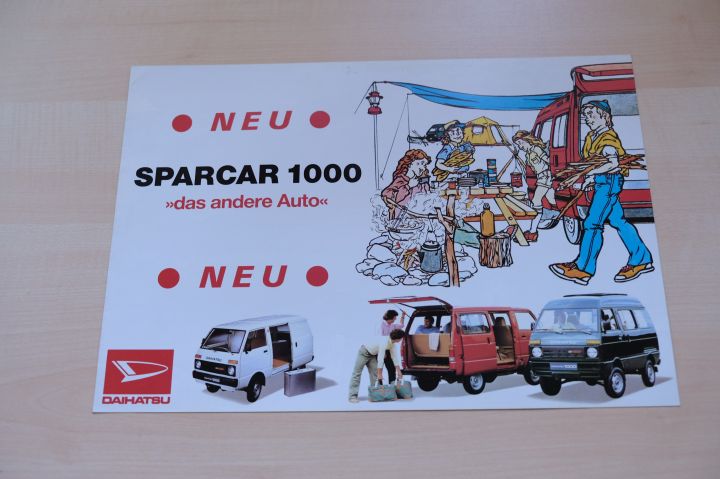 NEU
SPARCAR 1000
»das andere Auto«
NEU
DAIHATSU